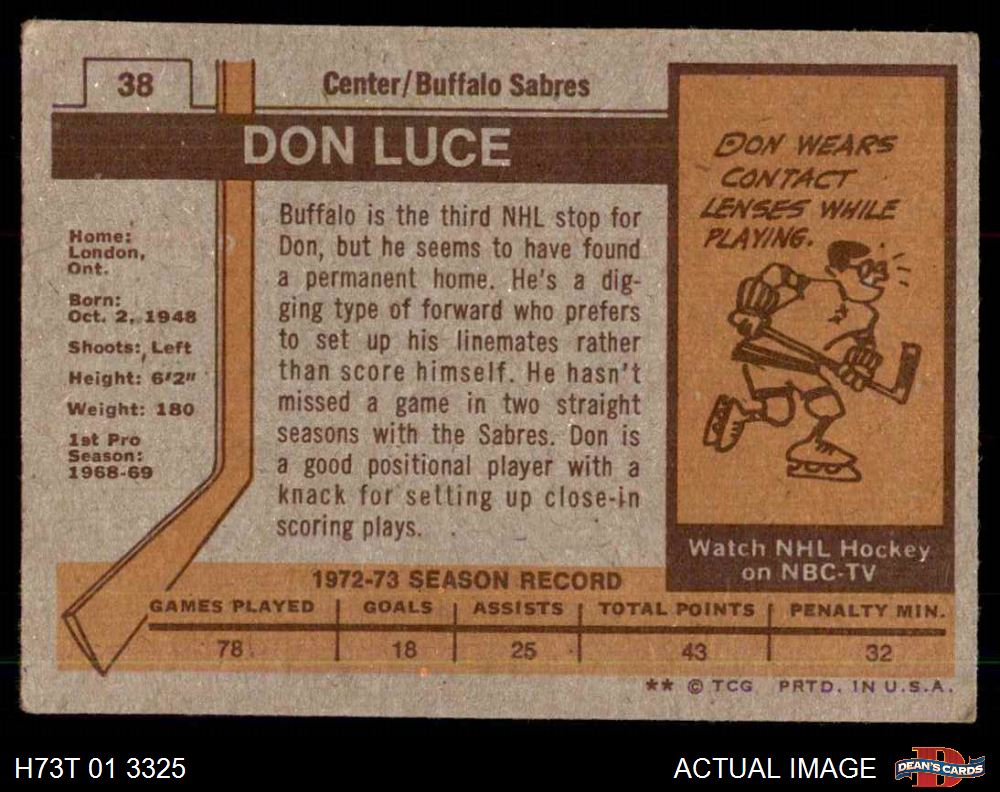 38
Center/Buffalo Sabres
DON LUCE
Home:
London,
Ont.
Born:
Oct. 2, 1948
Shoots: Left
Height: 6'2"
Weight: 180
1st Pro
Season:
1968-69
Buffalo is the third NHL stop for
Don, but he seems to have found
a permanent home. He's a dig-
ging type of forward who prefers
to set up his linemates rather
than score himself. He hasn't
missed a game in two straight
seasons with the Sabres. Don is
a good positional player with a
knack for setting up close-in
scoring plays.
DON WEARS
CONTACT
LENSES WHILE
PLAYING.
Watch NHL Hockey
on NBC-TV
1972-73 SEASON RECORD
GAMES PLAYED GOALS ASSISTS TOTAL POINTS PENALTY MIN.
78 18 25 43 32
** © TCG PRTD. IN U.S.A.
H73T 01 3325
ACTUAL IMAGE
DEAN'S CARDS